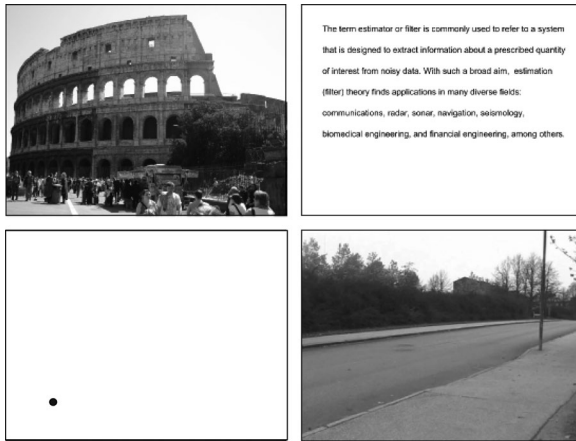 The term estimator or filter is commonly used to refer to a system
that is designed to extract information about a prescribed quantity
of interest from noisy data. With such a broad aim, estimation
(filter) theory finds applications in many diverse fields:
communications, radar, sonar, navigation, seismology,
biomedical engineering, and financial engineering, among others.